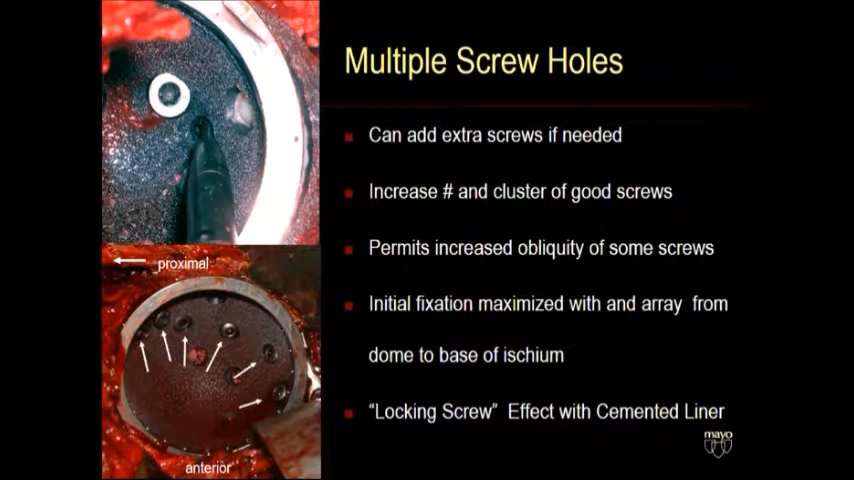 Multiple Screw Holes
Can add extra screws if needed
Increase # and cluster of good screws
Permits increased obliquity of some screws
Initial fixation maximized with and array from
dome to base of ischium
“Locking Screw” Effect with Cemented Liner
proximal
anterior
mayo